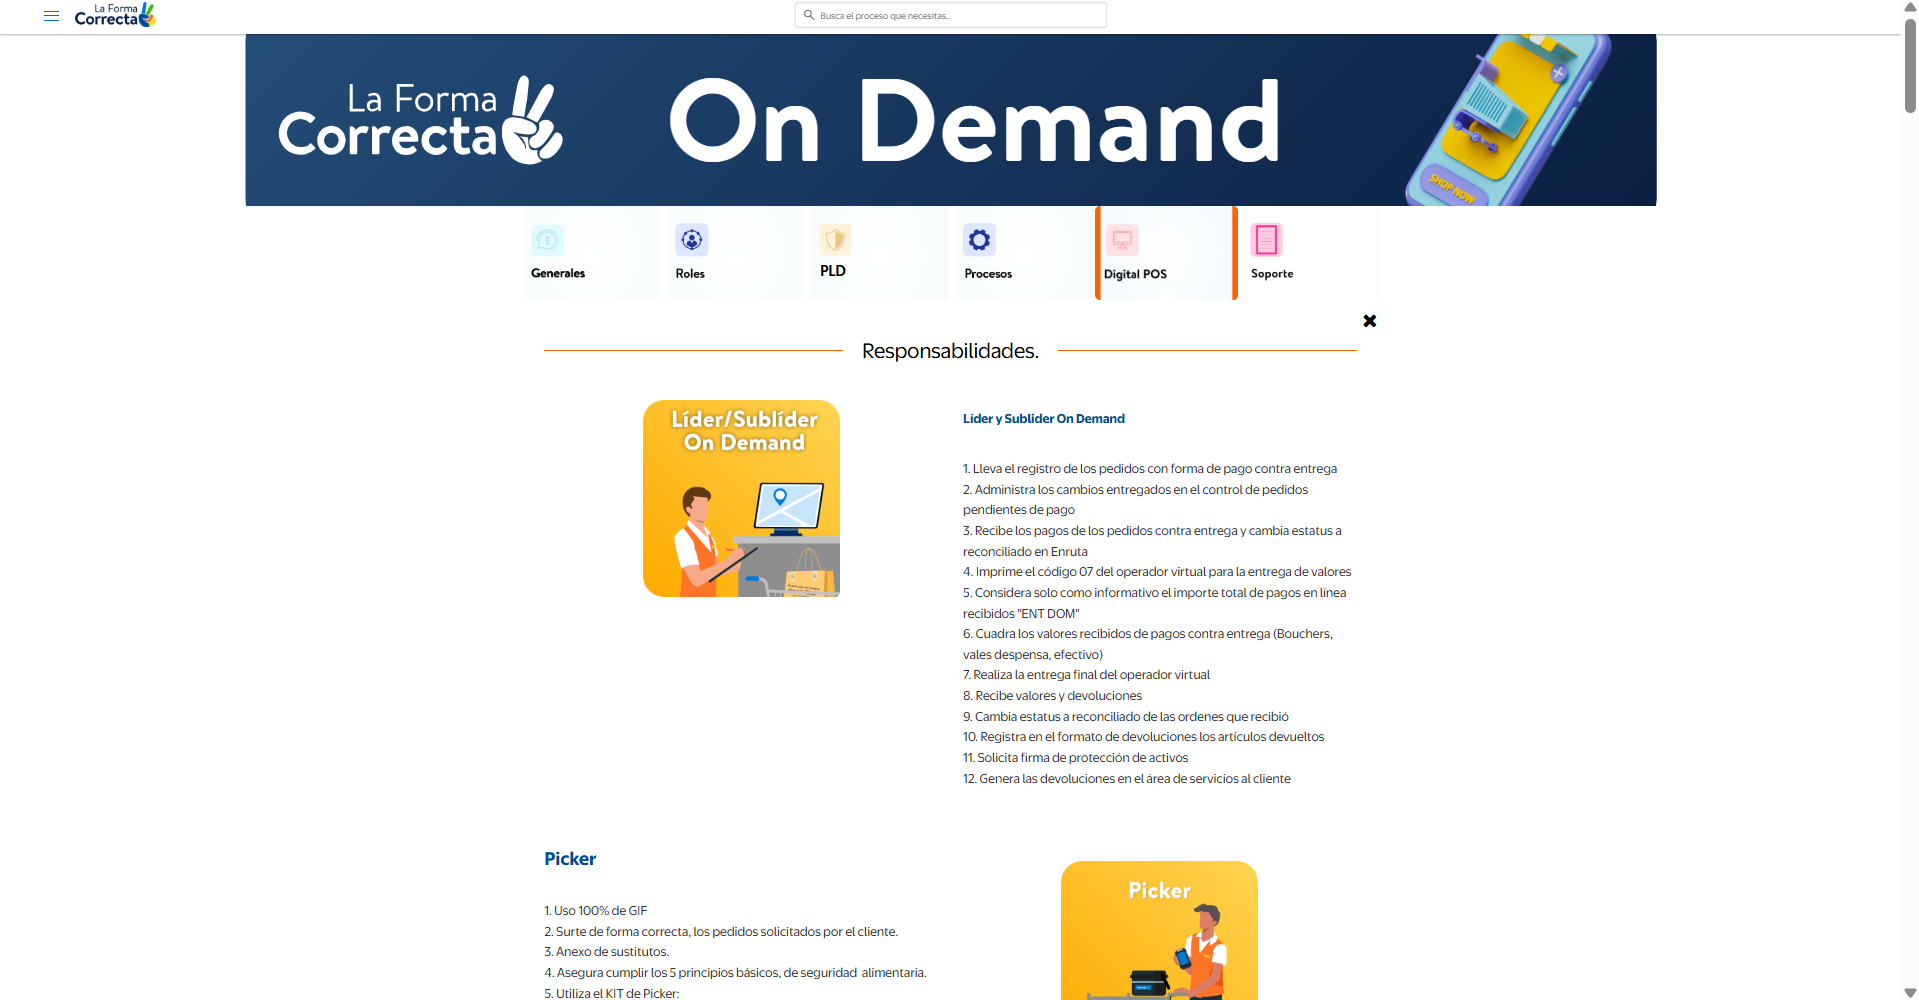 La Forma
Correcta
Busca el proceso que necesitas..
La Forma
Correcta
On Demand
SHOP NOW
Generales
Roles
PLD
Procesos
Digital POS
Soporte
Responsabilidades.
Líder/Sublíder
On Demand
Líder y Sublider On Demand
1. Lleva el registro de los pedidos con forma de pago contra entrega
2. Administra los cambios entregados en el control de pedidos
pendientes de pago
3. Recibe los pagos de los pedidos contra entrega y cambia estatus a
reconciliado en Enruta
4. Imprime el código 07 del operador virtual para la entrega de valores
5. Considera solo como informativo el importe total de pagos en línea
recibidos "ENT DOM"
6. Cuadra los valores recibidos de pagos contra entrega (Bouchers,
vales despensa, efectivo)
7. Realiza la entrega final del operador virtual
8. Recibe valores y devoluciones
9. Cambia estatus a reconciliado de las ordenes que recibió
10. Registra en el formato de devoluciones los artículos devueltos
11. Solicita firma de protección de activos
12. Genera las devoluciones en el área de servicios al cliente
Picker
1. Uso 100% de GIF
2. Surte de forma correcta, los pedidos solicitados por el cliente.
3. Anexo de sustitutos.
4. Asegura cumplir los 5 principios básicos, de seguridad  alimentaria.
5. Utiliza el KIT de Picker:
Picker